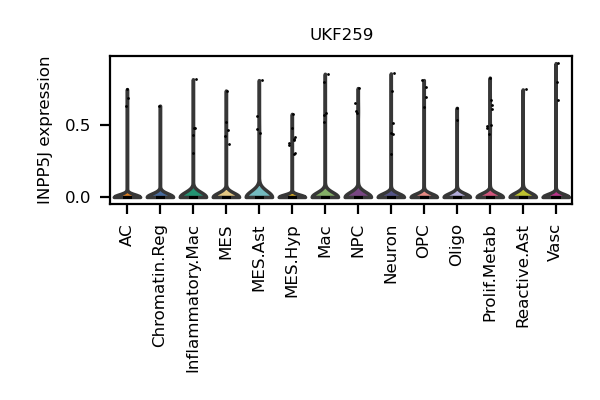 UKF259
INPP5J expression
0.5
0.0
AC
Chromatin.Reg
Inflammatory.Mac
MES
MES.Ast
MES.Hyp
Mac
NPC
Neuron
OPC
Oligo
Prolif.Metab
Reactive.Ast
Vasc